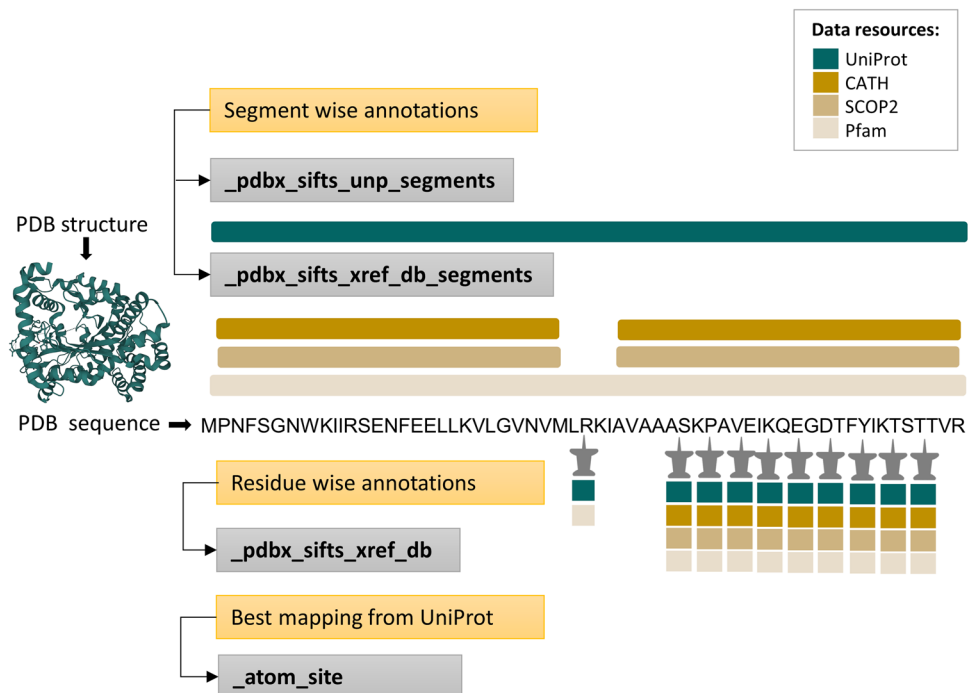 Data resources:
UniProt
CATH
SCOP2
Pfam
Segment wise annotations
_pdbx_sifts_unp_segments
PDB structure
_pdbx_sifts_xref_db_segments
PDB sequence
MPNFSGNWKIIRSENFEELLKVLGVNVMLRKIAVAAASKPAVEIKQEGDTFYIKTSTTVR
Residue wise annotations
_pdbx_sifts_xref_db
Best mapping from UniProt
_atom_site